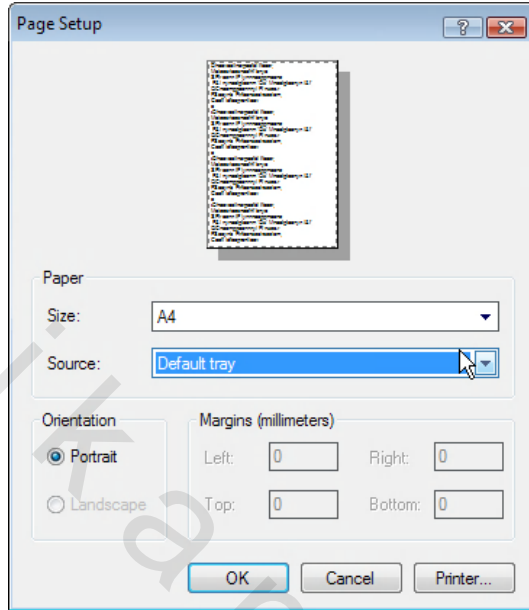 Page Setup
Paper
Size: A4
Source: Default tray
Orientation
Portrait
Landscape
Margins (millimeters)
Left: 0 Right: 0
Top: 0 Bottom: 0
OK Cancel Printer...